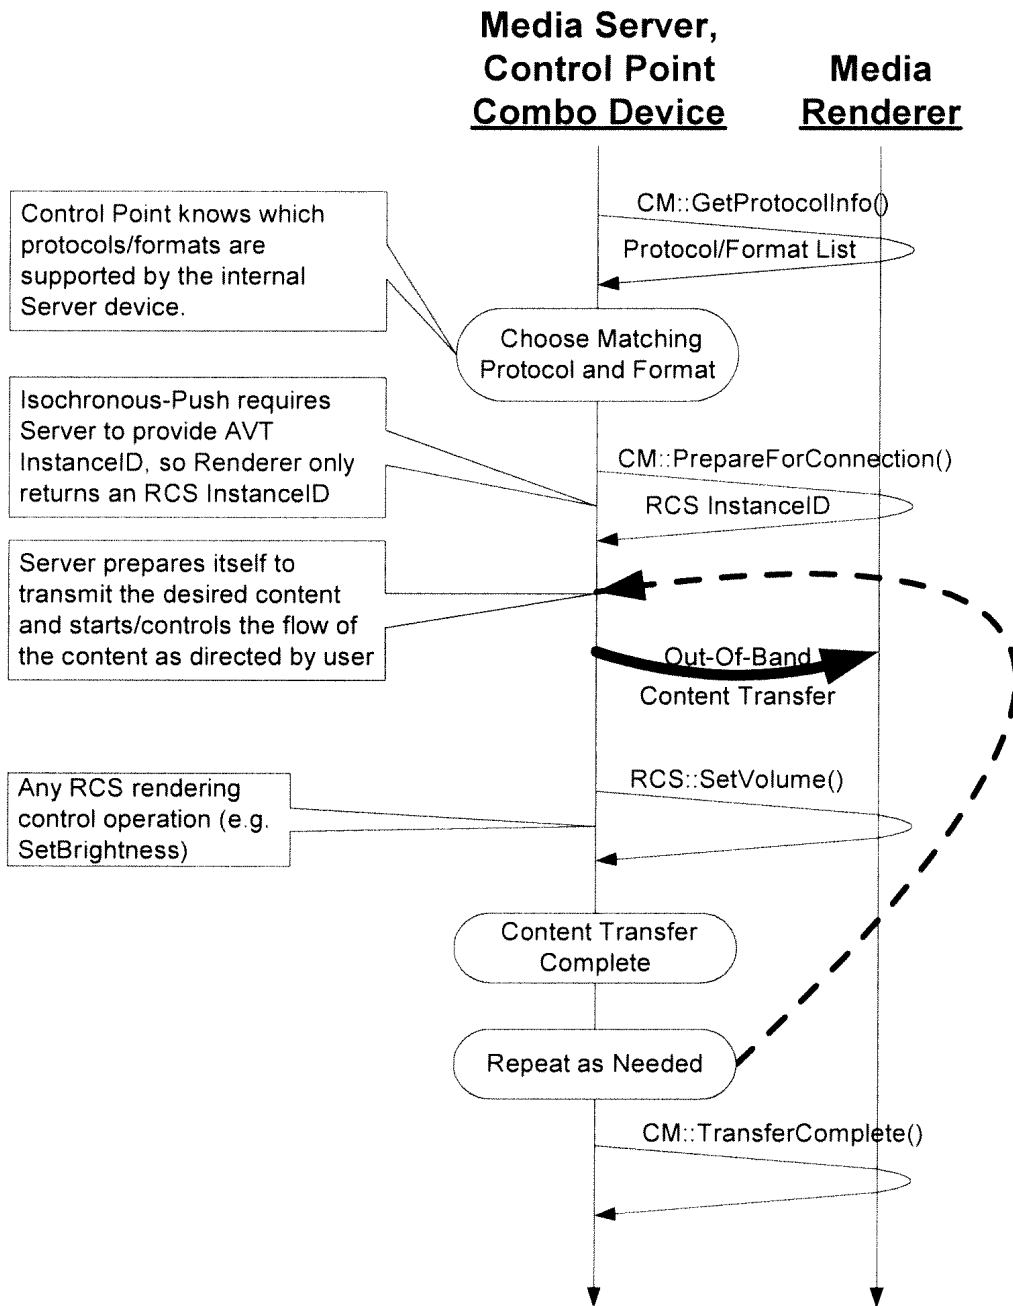 Media Server,
Control Point
Combo Device
Media
Renderer
CM::GetProtocolInfo()
Control Point knows which
protocols/formats are
supported by the internal
Server device.
Protocol/Format List
Choose Matching
Protocol and Format
Isochronous-Push requires
Server to provide AVT
InstanceID, so Renderer only
returns an RCS InstanceID
CM::PrepareForConnection()
RCS InstanceID
Server prepares itself to
transmit the desired content
and starts/controls the flow of
the content as directed by user
Out-Of-Band
Content Transfer
Any RCS rendering
control operation (e.g.
SetBrightness)
RCS::SetVolume()
Content Transfer
Complete
Repeat as Needed
CM::TransferComplete()